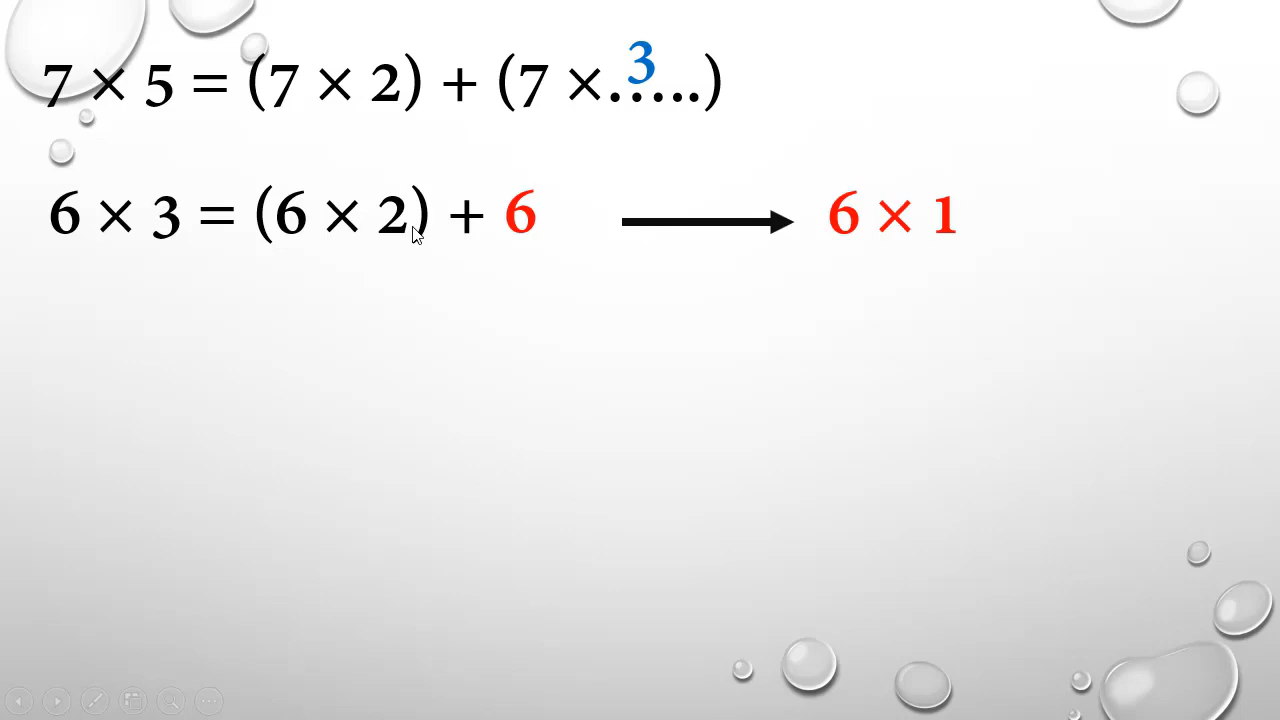 7 × 5 = (7 × 2) + (7 ×..3...)
6 × 3 = (6 × 2) + 6 → 6 × 1